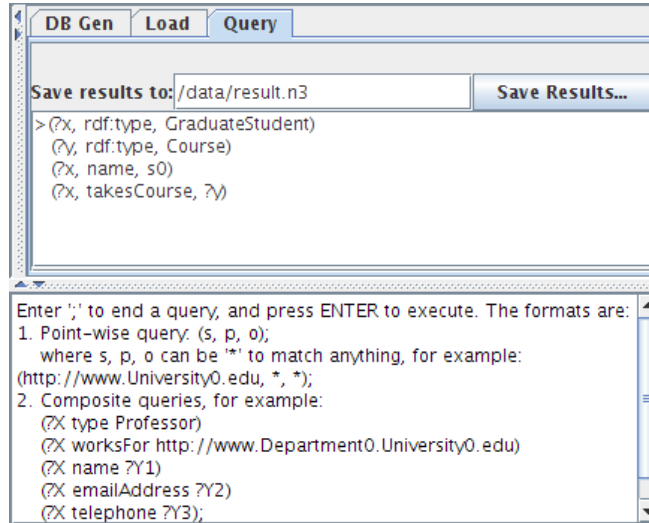 DB Gen Load Query
Save results to: /data/result.n3 Save Results...
>(?x, rdf:type, GraduateStudent)
(?y, rdf:type, Course)
(?x, name, s0)
(?x, takesCourse, ?y)
Enter ';' to end a query, and press ENTER to execute. The formats are:
1. Point-wise query: (s, p, o);
where s, p, o can be '*' to match anything, for example:
(http://www.University0.edu, *, *);
2. Composite queries, for example:
(?X type Professor)
(?X worksFor http://www.Department0.University0.edu)
(?X name ?Y1)
(?X emailAddress ?Y2)
(?X telephone ?Y3);